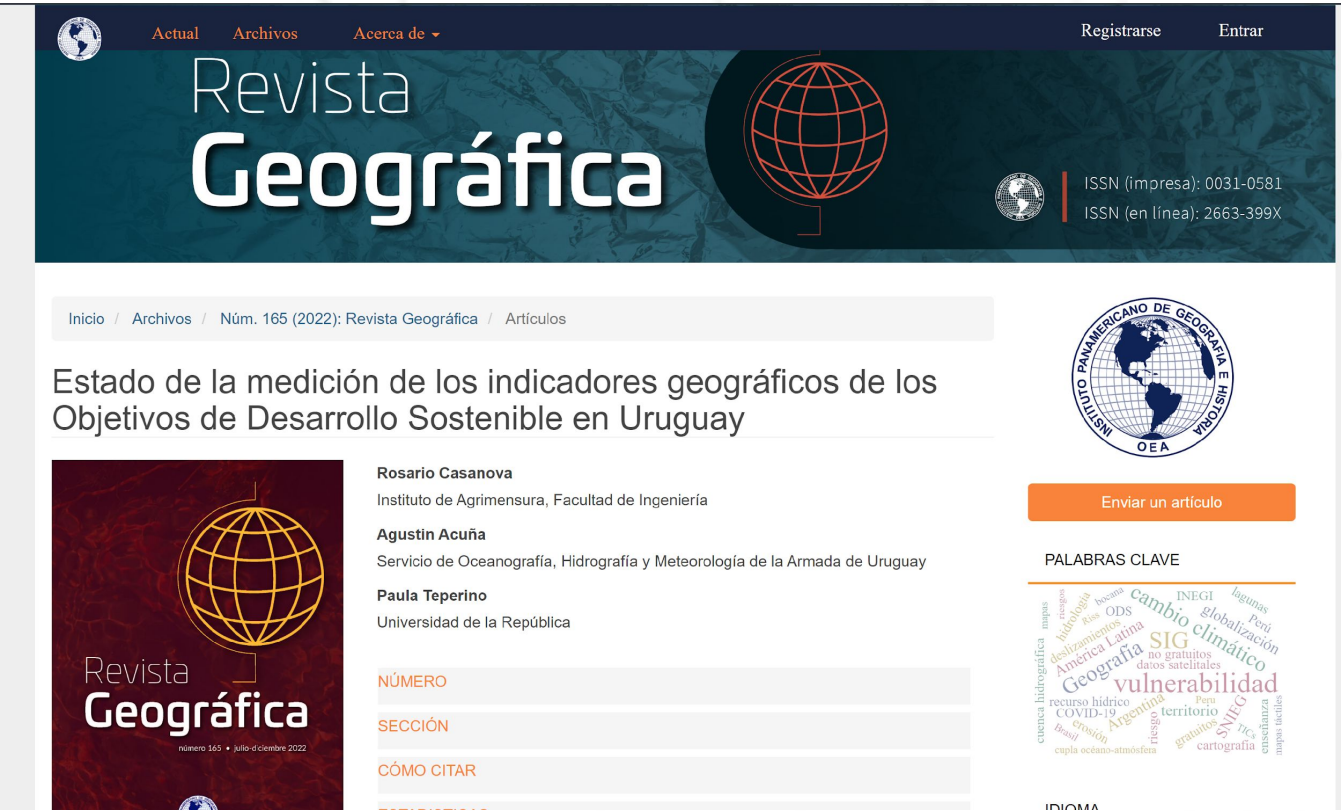 Actual Archivos Acerca de
Registrarse Entrar
Revista
Geográfica
ISSN (impresa): 0031-0581
ISSN (en línea): 2663-399X
Inicio / Archivos / Núm. 165 (2022): Revista Geográfica / Artículos
Estado de la medición de los indicadores geográficos de los
Objetivos de Desarrollo Sostenible en Uruguay
Revista
Geográfica
número 165 • julio-diciembre 2022
Rosario Casanova
Instituto de Agrimensura, Facultad de Ingeniería
Agustin Acuña
Servicio de Oceanografía, Hidrografía y Meteorología de la Armada de Uruguay
Paula Teperino
Universidad de la República
NÚMERO
SECCIÓN
CÓMO CITAR
INSTITUTO PANAMERICANO DE GEOGRAFIA E HISTORIA
OEA
Enviar un artículo
PALABRAS CLAVE
mapas
riesgos
hidrología
bocana
Riss
ODS
cambio climático
INEGI
lagunas
globalización
Perú
deslizamientos
América Latina
SIG
no gratuitos
datos satelitales
Geografía
vulnerabilidad
cuenca hidrográfica
recurso hídrico
COVID-19
Argentina
Peru
territorio
SNIEG
TICs
enseñanza
mapas táctiles
erosión
Brasil
riesgo
gratuitos
cartografía
cupla océano-atmósfera
IDIOMA